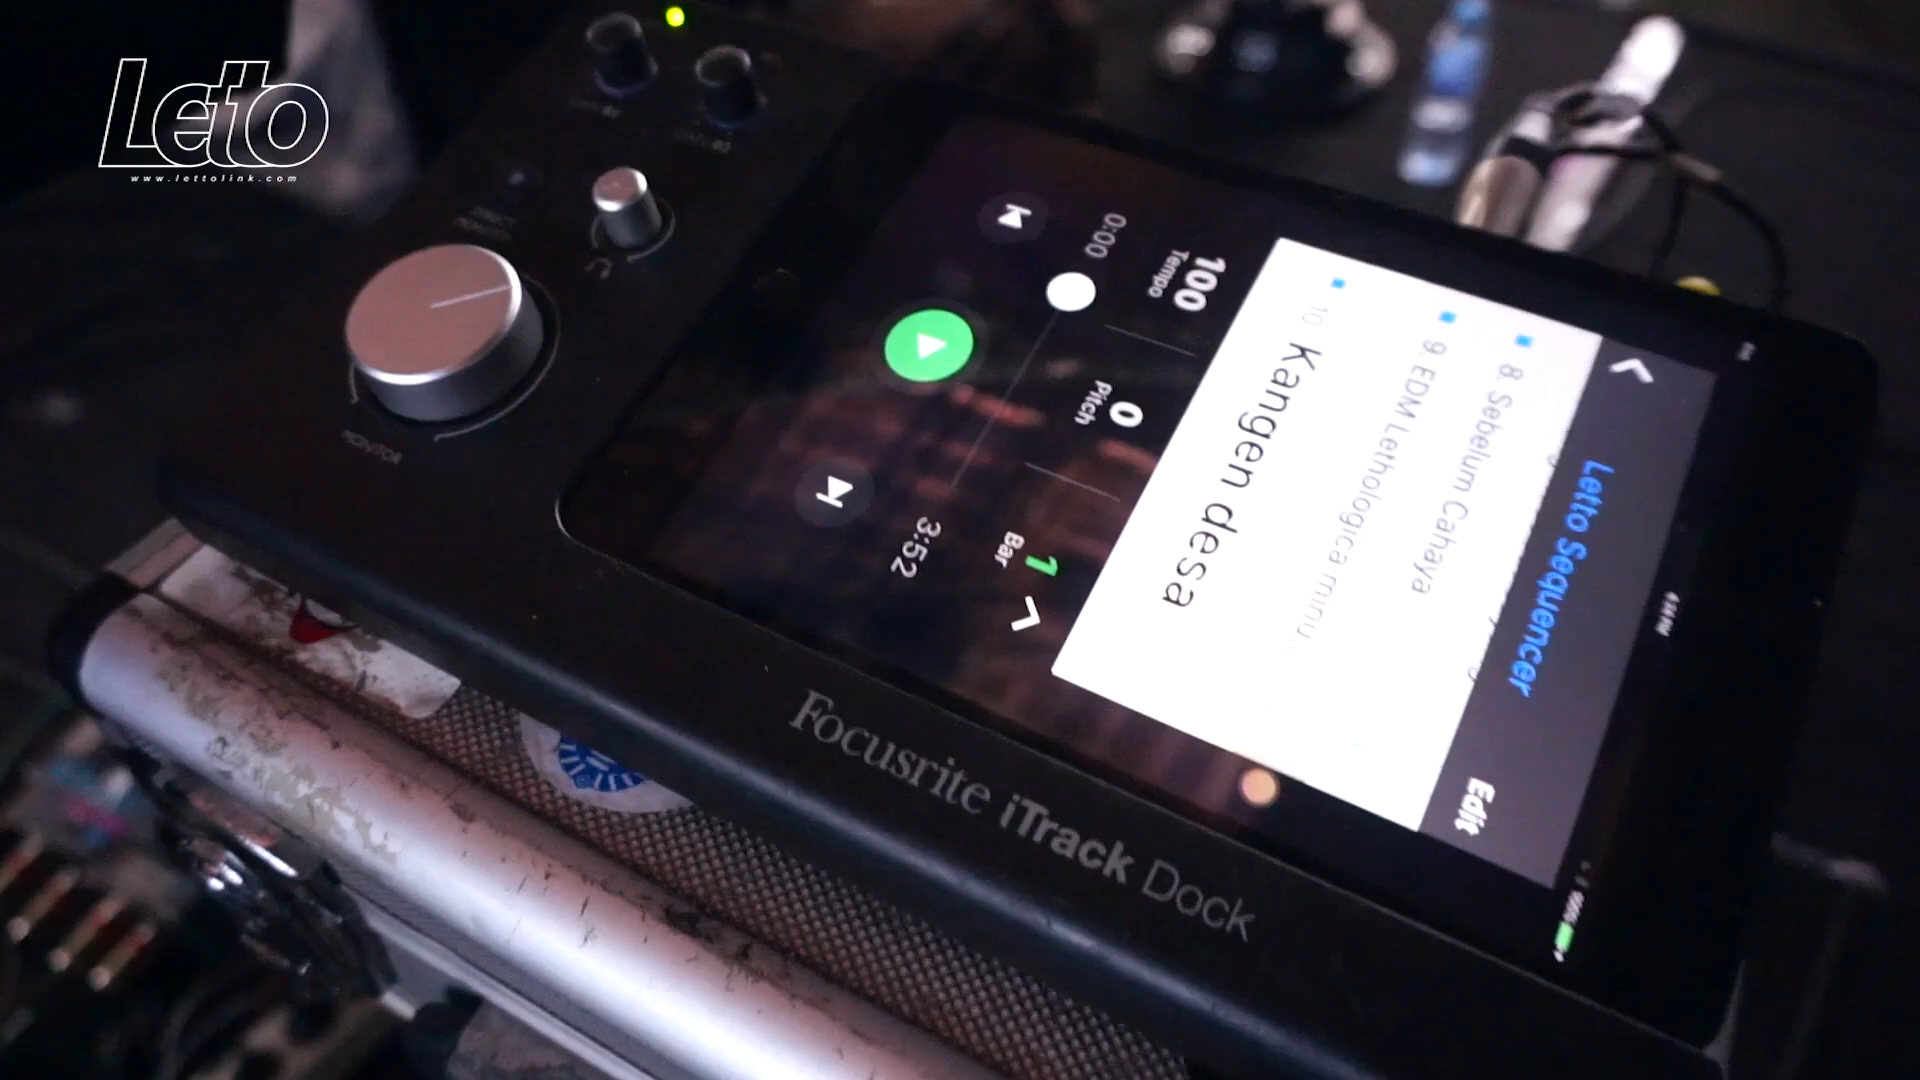 Letto
www.lettolink.com
MONITOR
Letto Sequencer
Edit
8. Sebelum Cahaya
9. EDM Lethologica minu
10 Kangen desa
100
Tempo
0
Pitch
1
Bar
0:00
3:52
Focusrite iTrack Dock